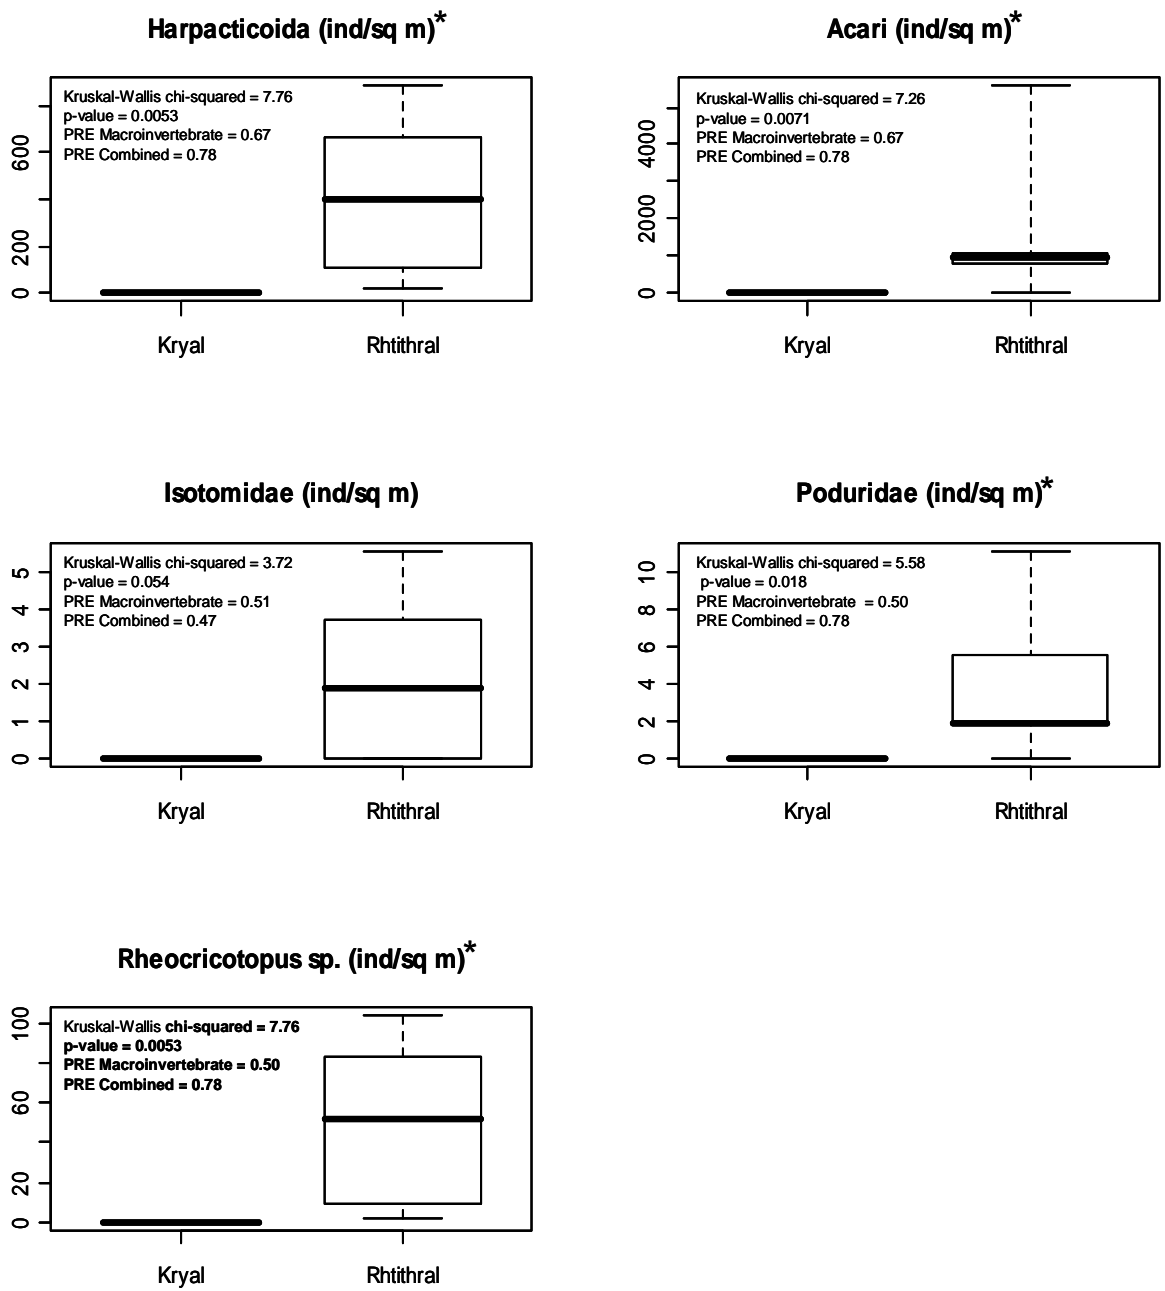 Harpacticoida (ind/sq m)*
Kruskal-Wallis chi-squared = 7.76
p-value = 0.0053
PRE Macroinvertebrate = 0.67
PRE Combined = 0.78
600
200
0
Kryal Rhtithral
Acari (ind/sq m)*
Kruskal-Wallis chi-squared = 7.26
p-value = 0.0071
PRE Macroinvertebrate = 0.67
PRE Combined = 0.78
4000
2000
0
Kryal Rhtithral
Isotomidae (ind/sq m)
Kruskal-Wallis chi-squared = 3.72
p-value = 0.054
PRE Macroinvertebrate = 0.51
PRE Combined = 0.47
5
4
3
2
1
0
Kryal Rhtithral
Poduridae (ind/sq m)*
Kruskal-Wallis chi-squared = 5.58
p-value = 0.018
PRE Macroinvertebrate = 0.50
PRE Combined = 0.78
10
8
6
4
2
0
Kryal Rhtithral
Rheocricotopus sp. (ind/sq m)*
Kruskal-Wallis chi-squared = 7.76
p-value = 0.0053
PRE Macroinvertebrate = 0.50
PRE Combined = 0.78
100
60
20
0
Kryal Rhtithral